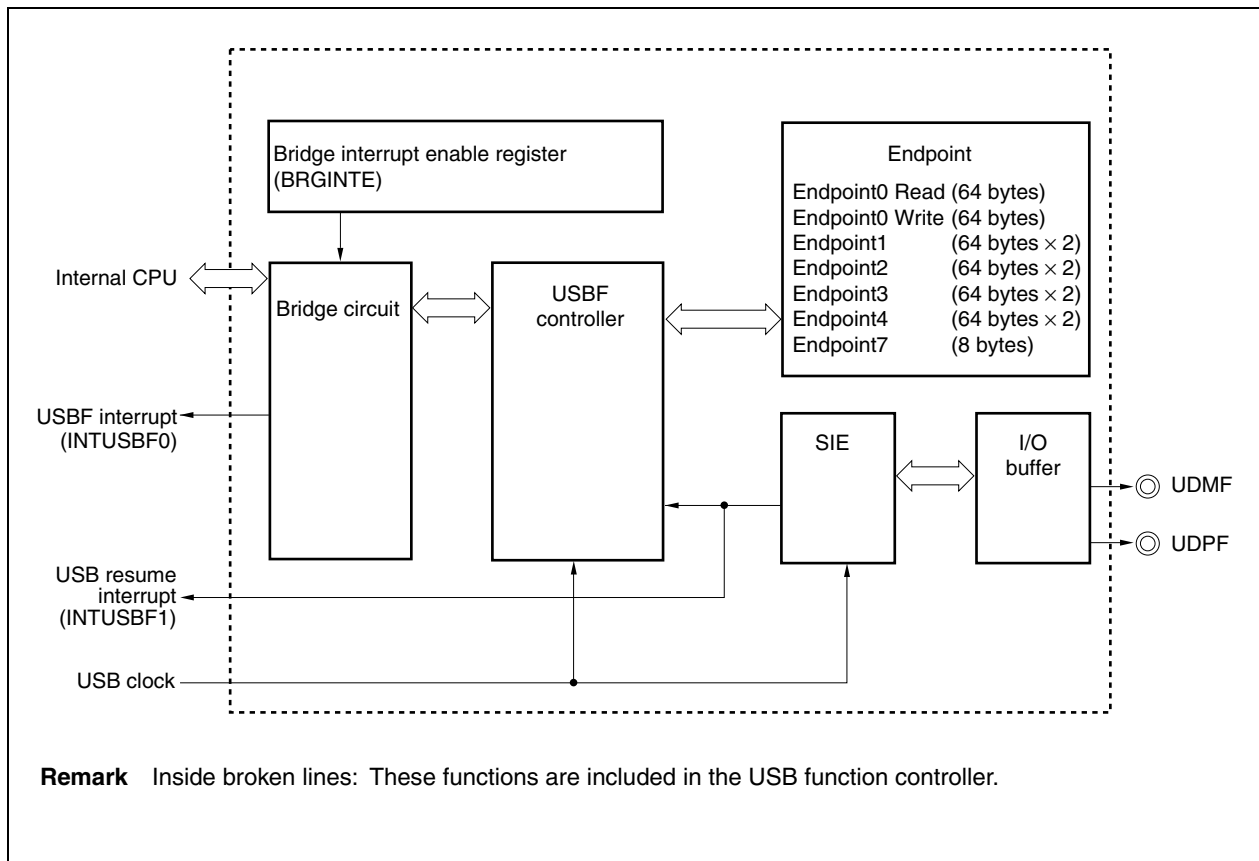 Bridge interrupt enable register
(BRGINTE)
Endpoint
Endpoint0 Read (64 bytes)
Endpoint0 Write (64 bytes)
Endpoint1 (64 bytes × 2)
Endpoint2 (64 bytes × 2)
Endpoint3 (64 bytes × 2)
Endpoint4 (64 bytes × 2)
Endpoint7 (8 bytes)
Internal CPU
Bridge circuit
USBF
controller
USBF interrupt
(INTUSBF0)
SIE
I/O
buffer
UDMF
UDPF
USB resume
interrupt
(INTUSBF1)
USB clock
Remark Inside broken lines: These functions are included in the USB function controller.